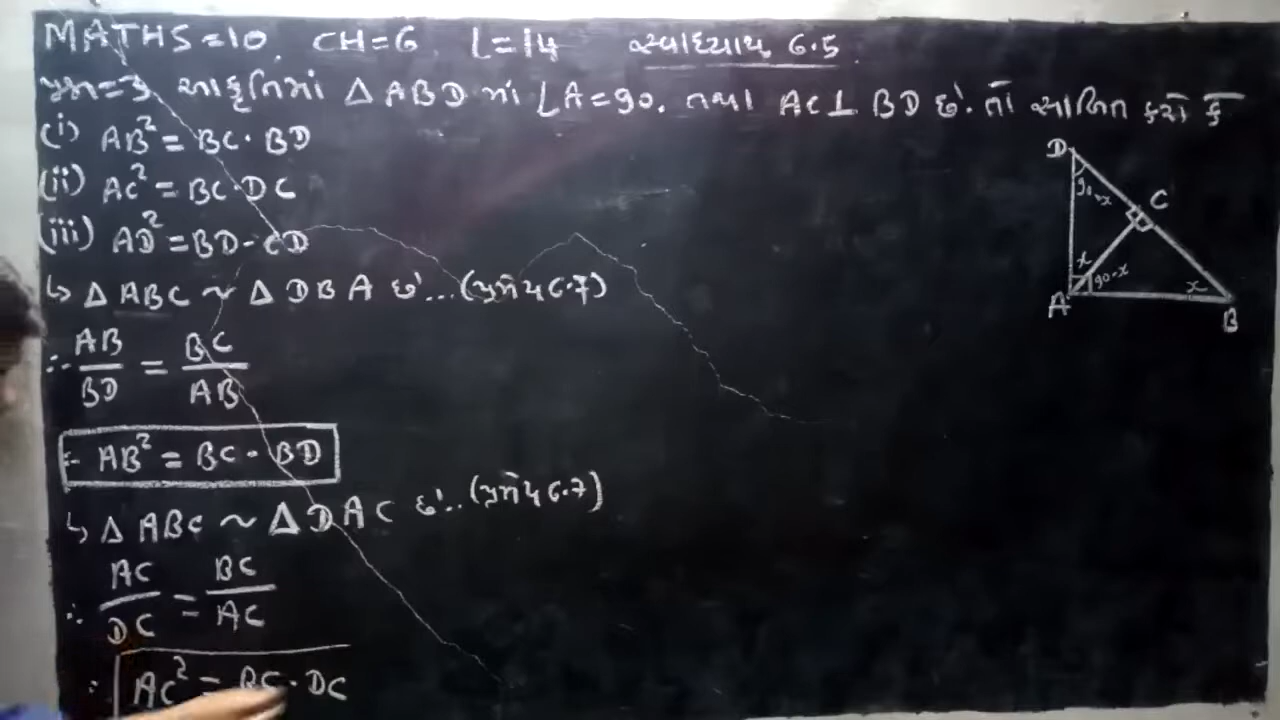 MATHS=10. CH=6 L=14 સ્વાધ્યાય 6.5.
પ્રશ્ન=3 આકૃતિમાં △ABD માં ∠A=90. તથા AC⊥BD છે. તો સાબિત કરો કે
(i) AB² = BC·BD
(ii) AC² = BC·DC
(iii) AD² = BD·CD
↳ △ABC ~ △DBA છે... (પ્રમેય 6.7)
∴ AB/BD = BC/AB
∴ AB² = BC·BD
↳ △ABC ~ △DAC છે.. (પ્રમેય 6.7)
∴ AC/DC = BC/AC
∴ AC² = BC·DC
D
90-x
C
x
90-x
x
A
B